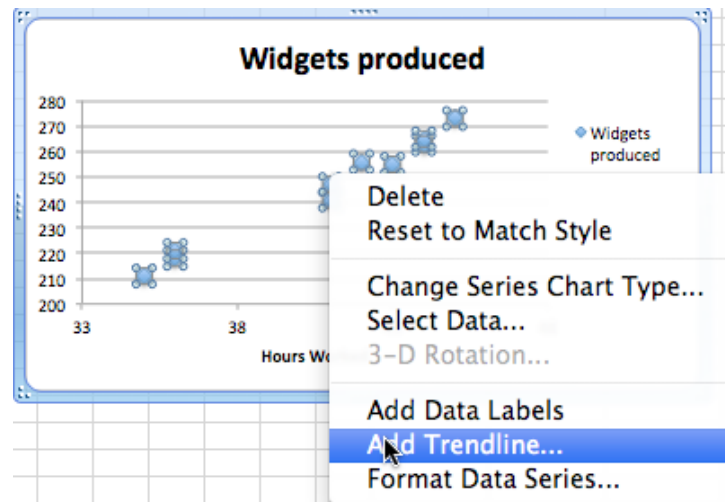 Widgets produced
280
270
260
250
240
230
220
210
200
Widgets
produced
33 38
Hours
Delete
Reset to Match Style
Change Series Chart Type...
Select Data...
3-D Rotation...
Add Data Labels
Add Trendline...
Format Data Series...